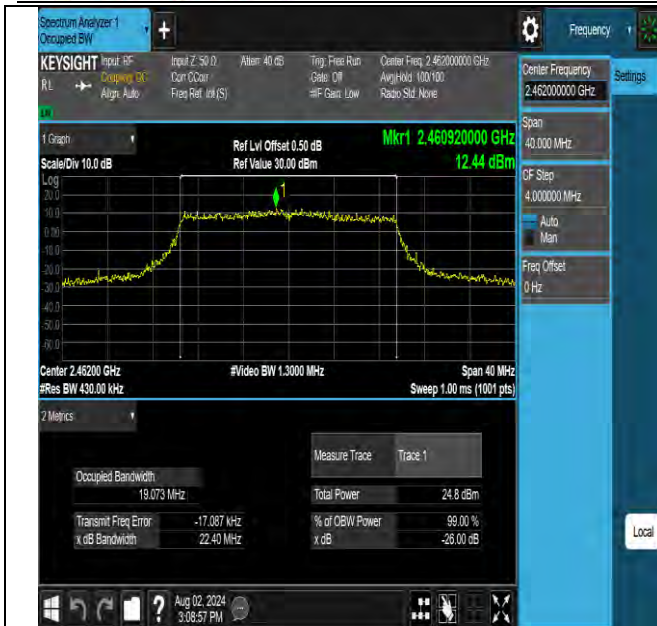 Spectrum Analyzer 1
Occupied BW
Frequency
KEYSIGHT
RL
Input: RF
Coupling: DC
Align: Auto
Input Z: 50 Ω
Corr CCorr
Freq Ref: Int (S)
Atten: 40 dB
Trig: Free Run
Gate: Off
#IF Gain: Low
Center Freq: 2.462000000 GHz
Avg|Hold: 100/100
Radio Std: None
Center Frequency
2.462000000 GHz
Settings
Span
40.000 MHz
CF Step
4.000000 MHz
Auto
Man
Freq Offset
0 Hz
1 Graph
Scale/Div 10.0 dB
Ref Lvl Offset 0.50 dB
Ref Value 30.00 dBm
Mkr1 2.460920000 GHz
12.44 dBm
Log
20.0
10.0
0.00
-10.0
-20.0
-30.0
-40.0
-50.0
-60.0
1
Center 2.46200 GHz
#Res BW 430.00 kHz
#Video BW 1.3000 MHz
Span 40 MHz
Sweep 1.00 ms (1001 pts)
2 Metrics
Measure Trace
Trace 1
Occupied Bandwidth
19.073 MHz
Total Power
24.8 dBm
Transmit Freq Error
-17.087 kHz
% of OBW Power
99.00 %
x dB Bandwidth
22.40 MHz
x dB
-26.00 dB
Local
?
Aug 02, 2024
3:08:57 PM